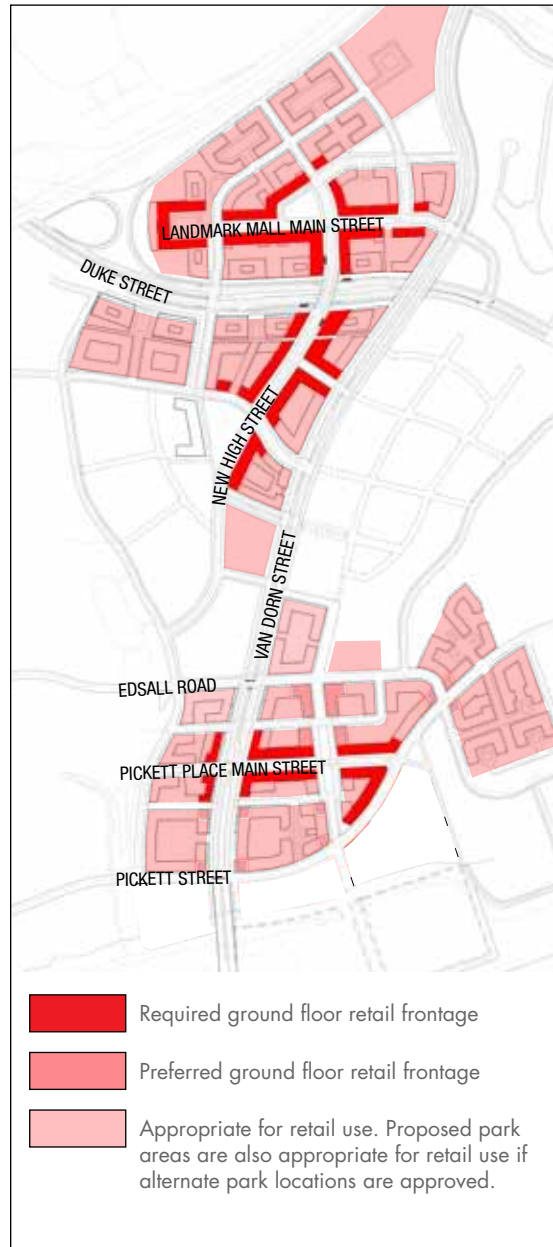 LANDMARK MALL MAIN STREET
DUKE STREET
NEW HIGH STREET
VAN DORN STREET
EDSALL ROAD
PICKETT PLACE MAIN STREET
PICKETT STREET
Required ground floor retail frontage
Preferred ground floor retail frontage
Appropriate for retail use. Proposed park
areas are also appropriate for retail use if
alternate park locations are approved.